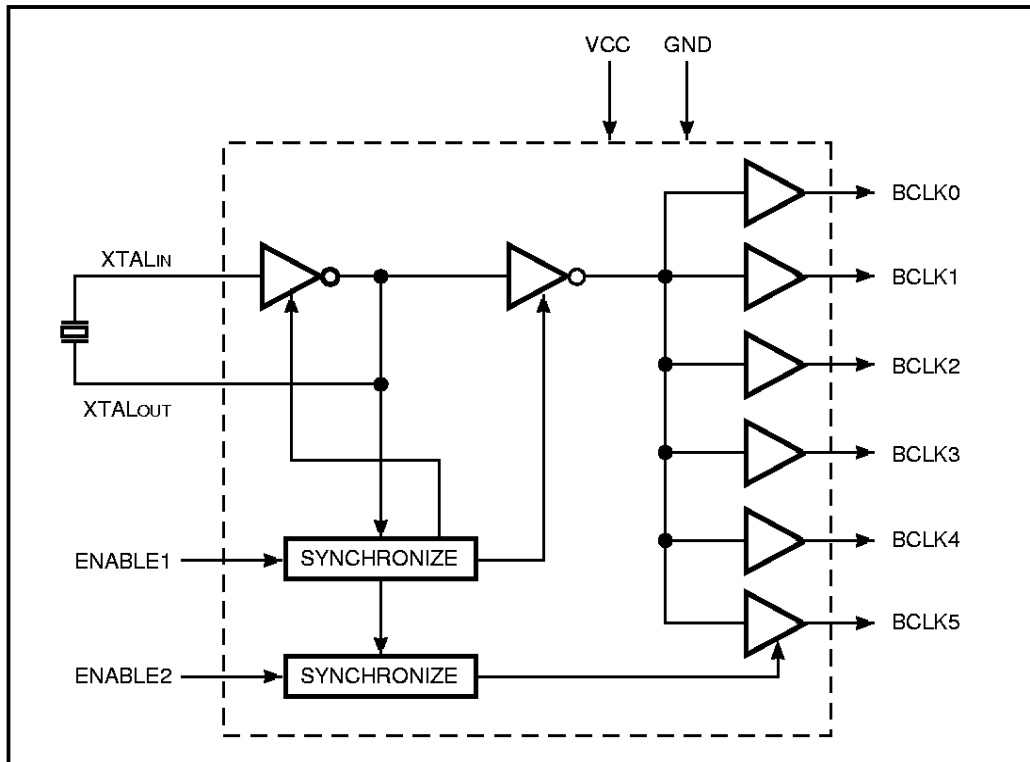 VCC GND
BCLK0
XTALIN
BCLK1
BCLK2
XTALOUT
BCLK3
ENABLE1
SYNCHRONIZE
BCLK4
BCLK5
ENABLE2
SYNCHRONIZE